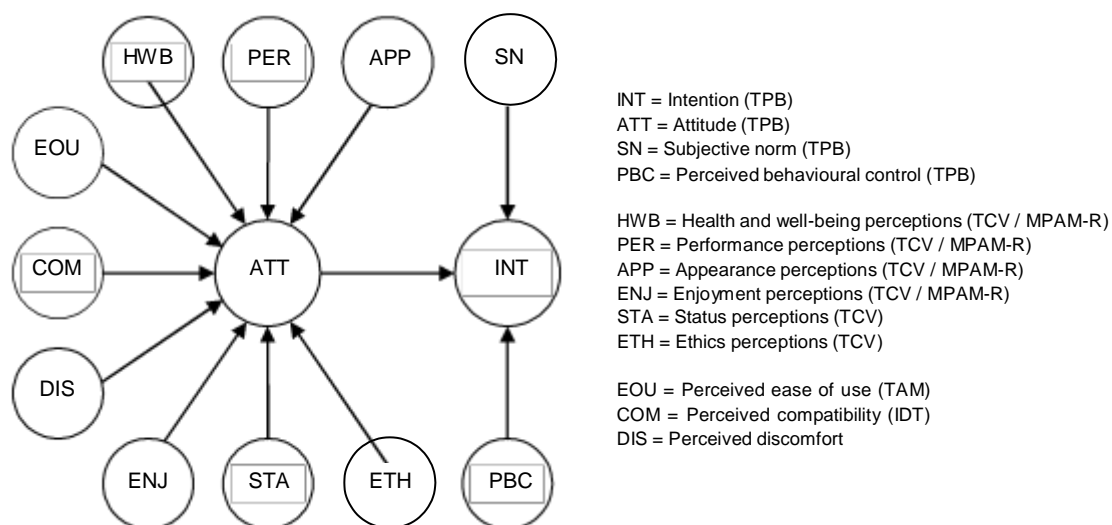 HWB
PER
APP
SN
EOU
COM
ATT
INT
DIS
ENJ
STA
ETH
PBC
INT = Intention (TPB)
ATT = Attitude (TPB)
SN = Subjective norm (TPB)
PBC = Perceived behavioural control (TPB)
HWB = Health and well-being perceptions (TCV / MPAM-R)
PER = Performance perceptions (TCV / MPAM-R)
APP = Appearance perceptions (TCV / MPAM-R)
ENJ = Enjoyment perceptions (TCV / MPAM-R)
STA = Status perceptions (TCV)
ETH = Ethics perceptions (TCV)
EOU = Perceived ease of use (TAM)
COM = Perceived compatibility (IDT)
DIS = Perceived discomfort